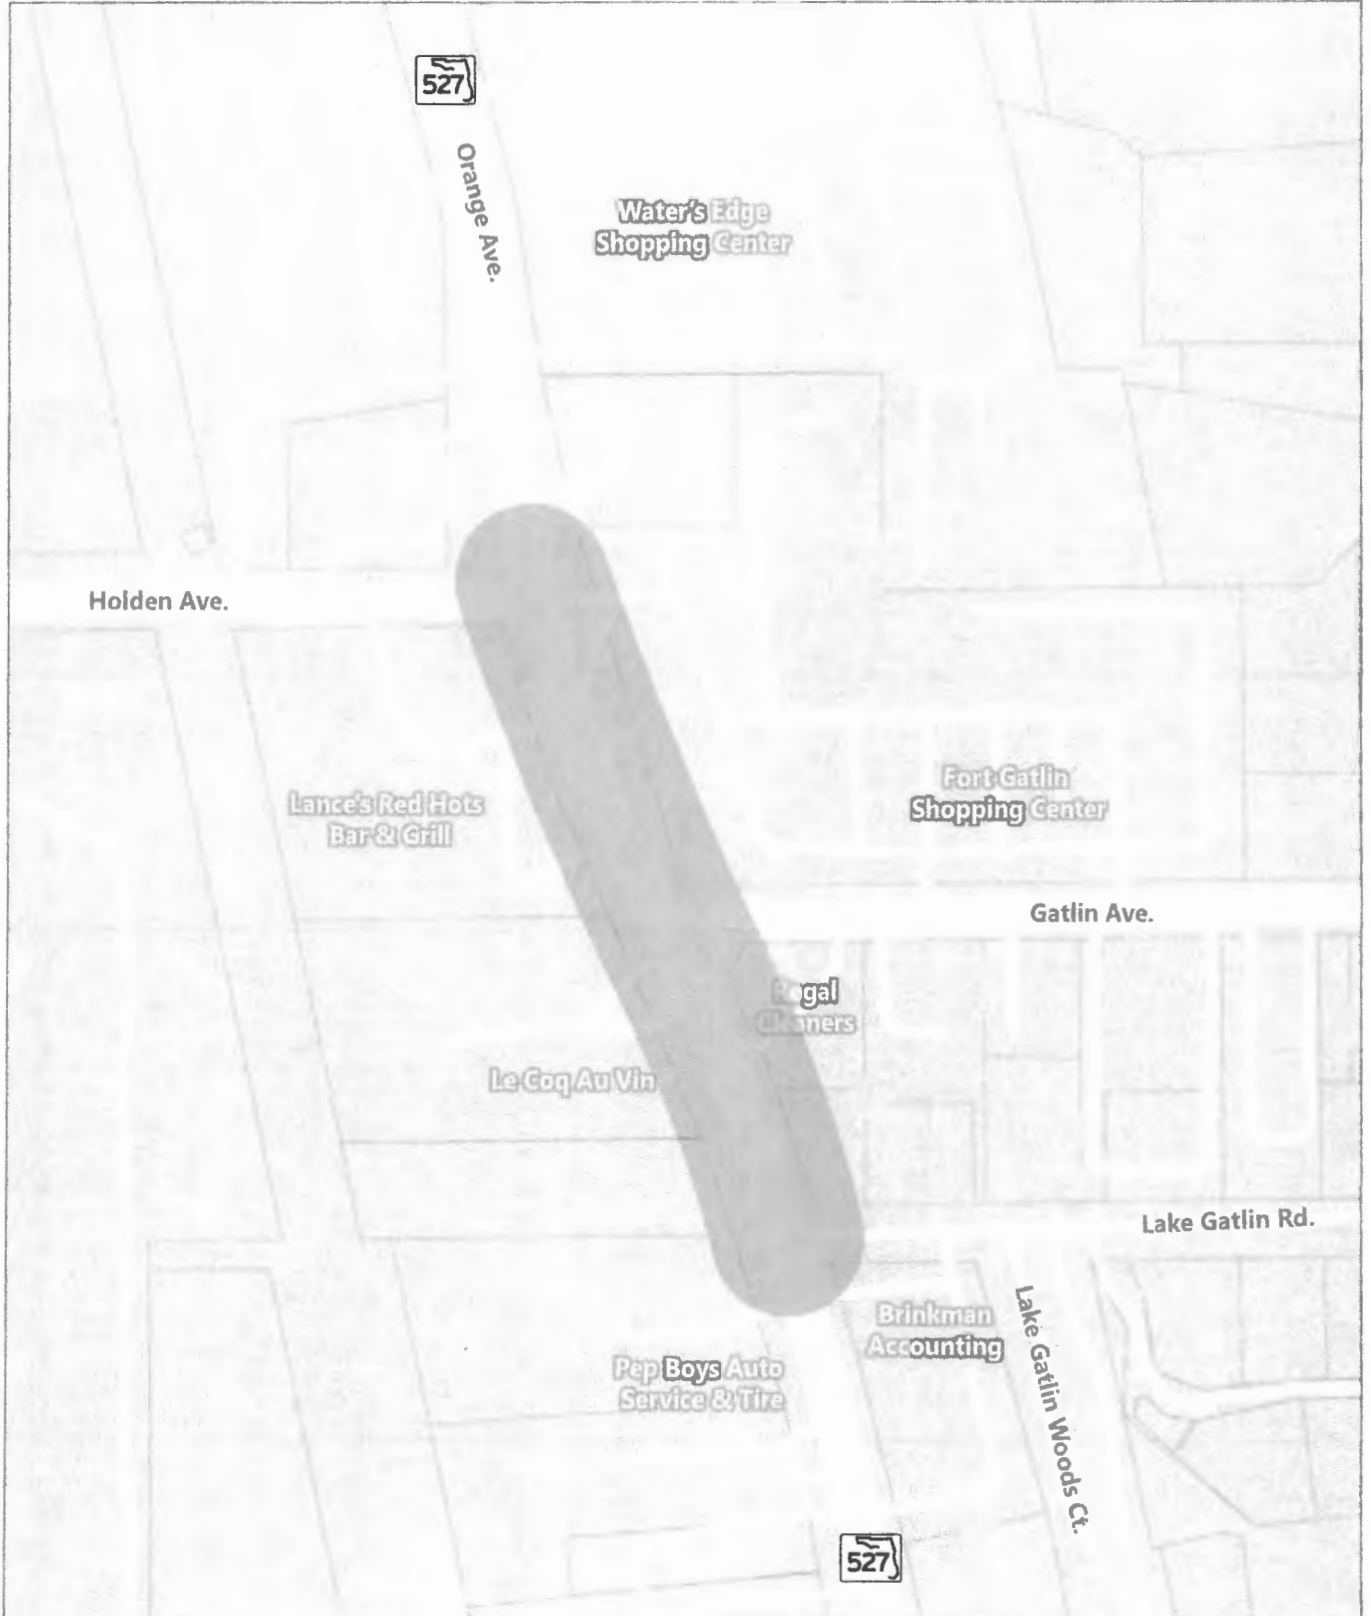 527
Orange Ave.
Water's Edge
Shopping Center
Holden Ave.
Lance's Red Hots
Bar & Grill
Fort Gatlin
Shopping Center
Gatlin Ave.
Regal
Cleaners
Le Coq Au Vin
Lake Gatlin Rd.
Brinkman
Accounting
Lake Gatlin Woods Ct.
Pep Boys Auto
Service & Tire
527